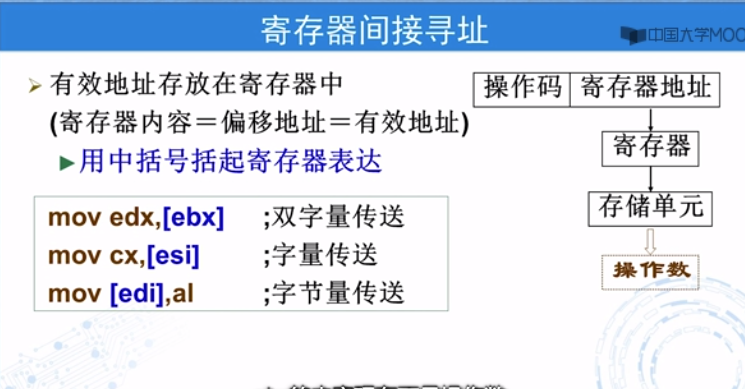 寄存器间接寻址
中国大学MOO
有效地址存放在寄存器中
(寄存器内容＝偏移地址＝有效地址)
用中括号括起寄存器表达
mov edx,[ebx] ;双字量传送
mov cx,[esi] ;字量传送
mov [edi],al ;字节量传送
操作码 寄存器地址
寄存器
存储单元
操作数